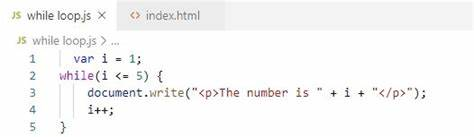 JS while loop.js × <> index.html
JS while loop.js > ...
1 var i = 1;
2 while(i <= 5) {
3 document.write("<p>The number is " + i + "</p>");
4 i++;
5 }